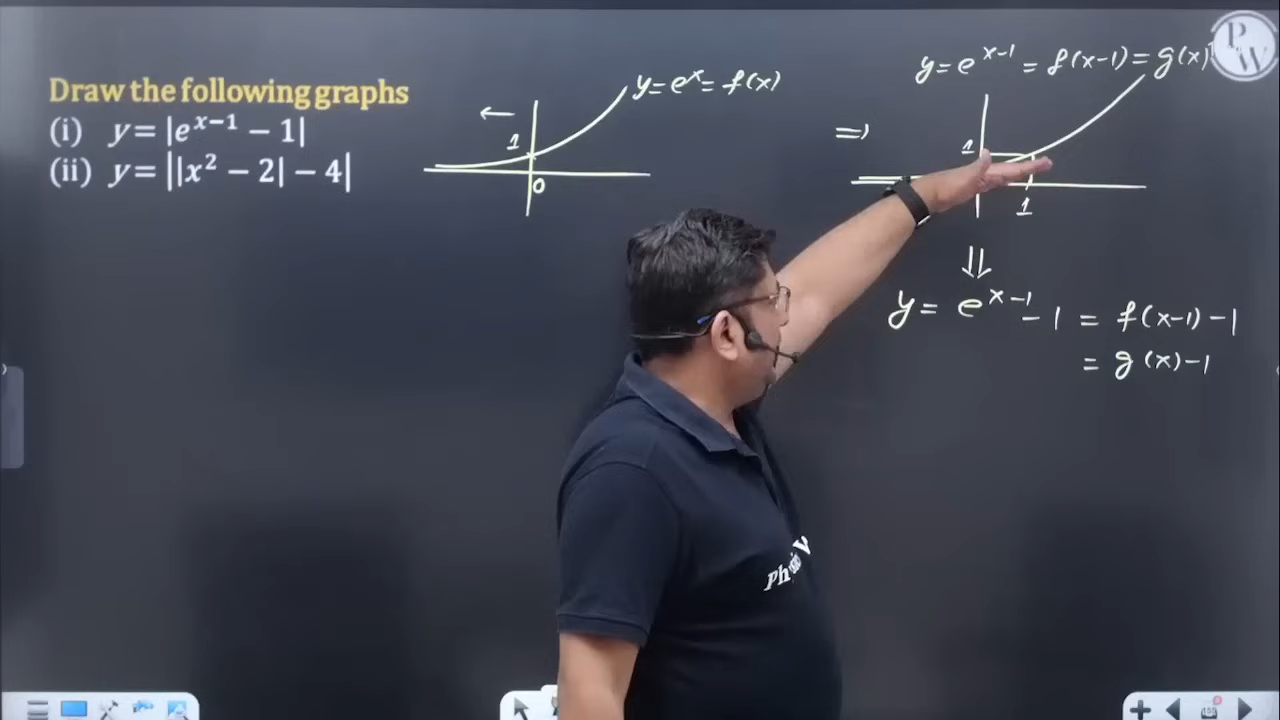 Draw the following graphs
(i) y = |e^{x-1} − 1|
(ii) y = ||x² − 2| − 4|
y = e^x = f(x)
1
0
y = e^{x-1} = f(x-1) = g(x)
⇒
1
1
⇓
y = e^{x-1} - 1 = f(x-1) - 1
= g(x) - 1
PW